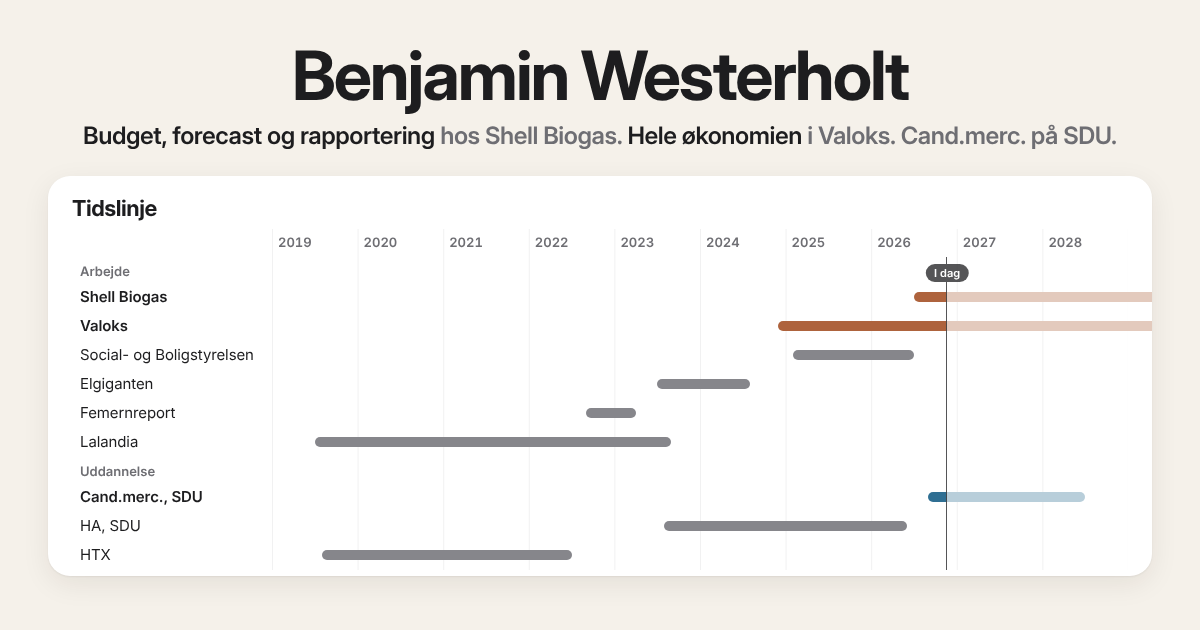 Benjamin Westerholt
Budget, forecast og rapportering hos Shell Biogas. Hele økonomien i Valoks. Cand.merc. på SDU.
Tidslinje
2019 2020 2021 2022 2023 2024 2025 2026 2027 2028
Arbejde
I dag
Shell Biogas
Valoks
Social- og Boligstyrelsen
Elgiganten
Femernreport
Lalandia
Uddannelse
Cand.merc., SDU
HA, SDU
HTX